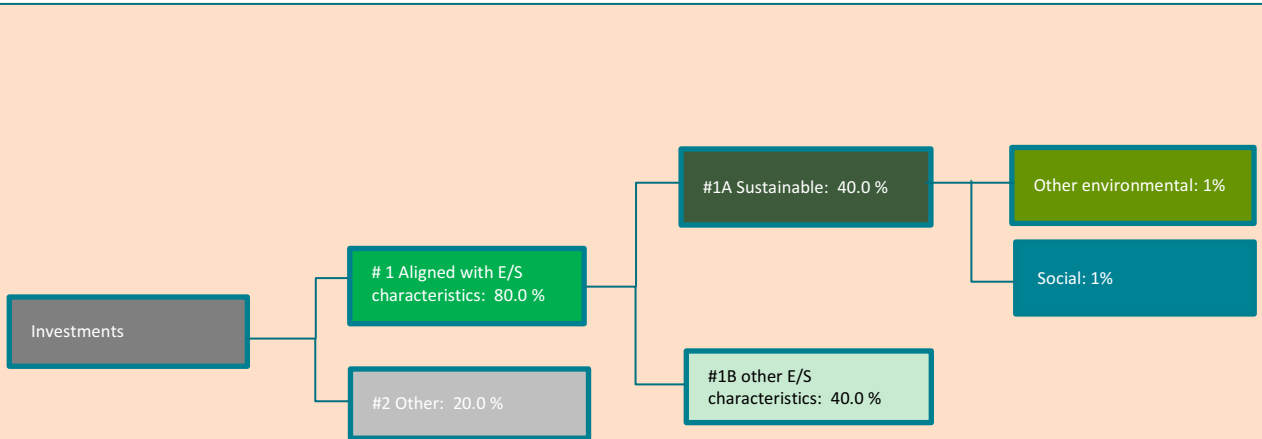 Investments
# 1 Aligned with E/S
characteristics: 80.0 %
#2 Other: 20.0 %
#1A Sustainable: 40.0 %
#1B other E/S
characteristics: 40.0 %
Other environmental: 1%
Social: 1%